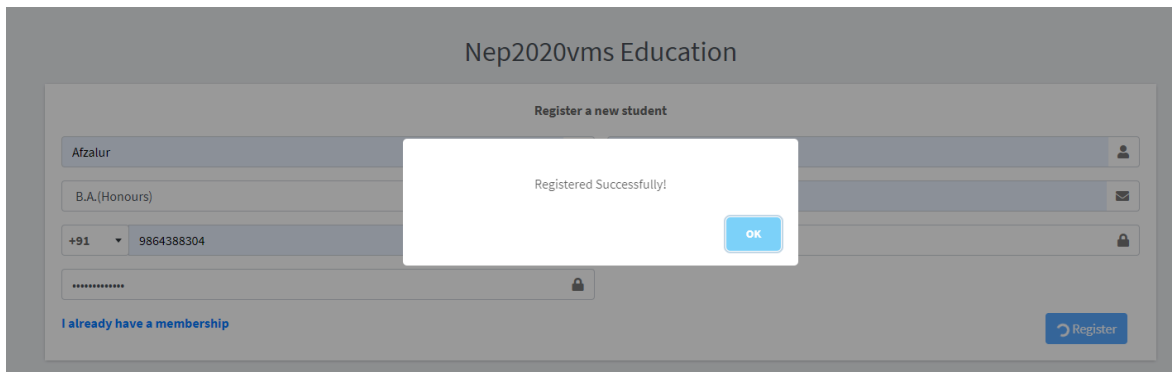 Nep2020vms Education
Register a new student
Afzalur
B.A.(Honours)
Registered Successfully!
+91 9864388304
OK
•••••••••••••
I already have a membership
Register